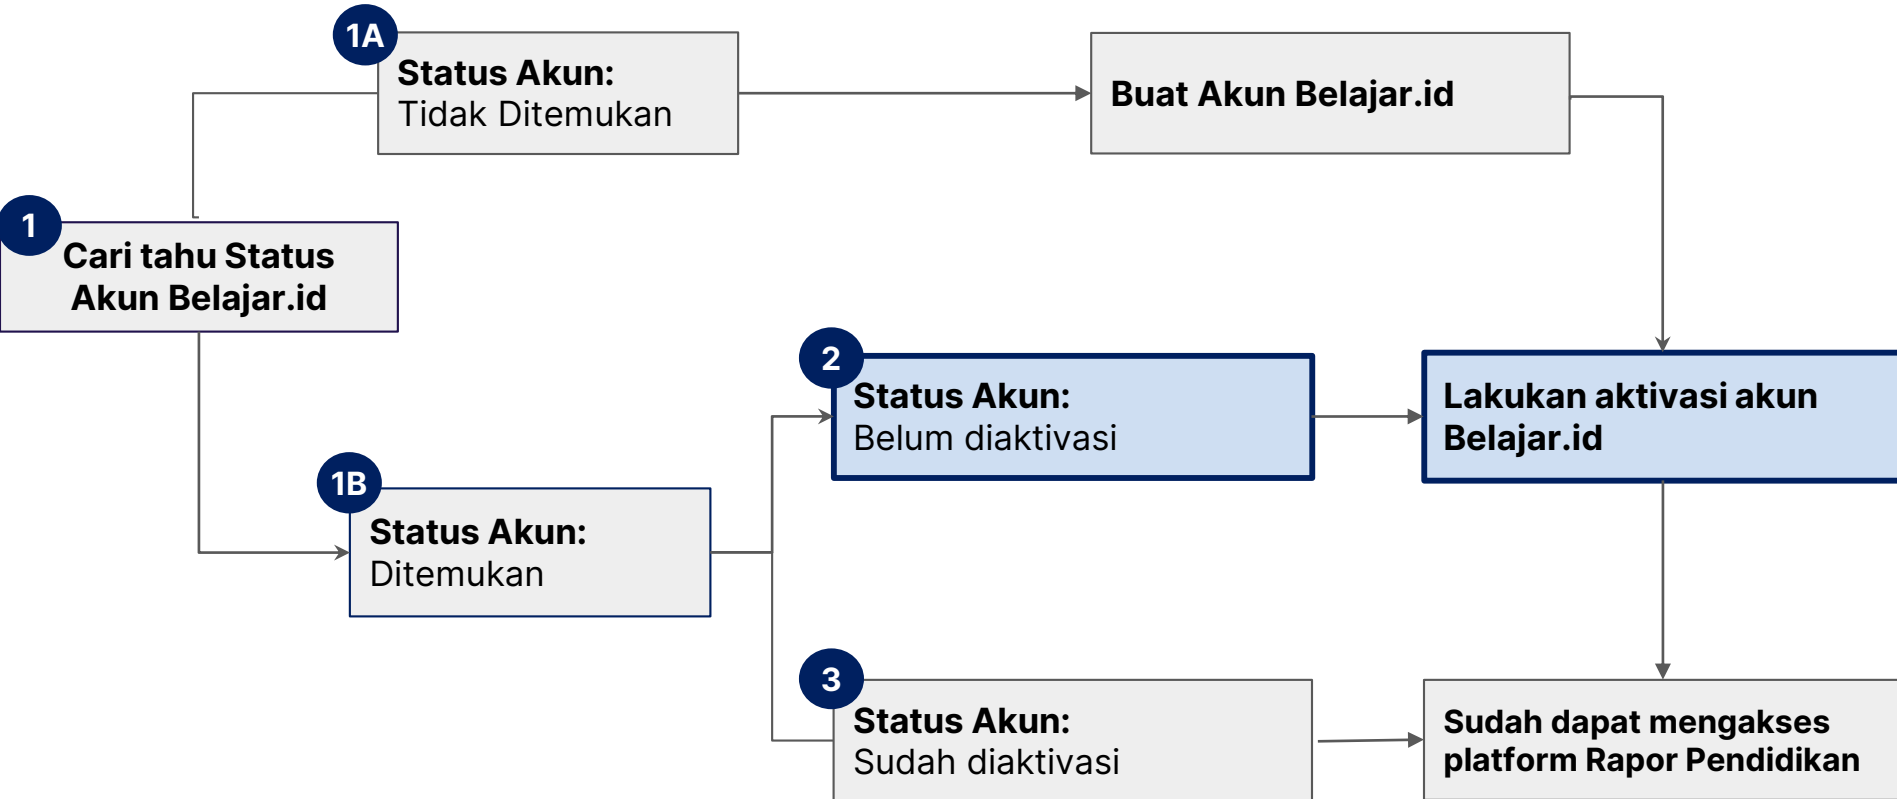 1A
Status Akun:
Tidak Ditemukan
Buat Akun Belajar.id
1
Cari tahu Status
Akun Belajar.id
2
Status Akun:
Belum diaktivasi
Lakukan aktivasi akun
Belajar.id
1B
Status Akun:
Ditemukan
3
Status Akun:
Sudah diaktivasi
Sudah dapat mengakses
platform Rapor Pendidikan